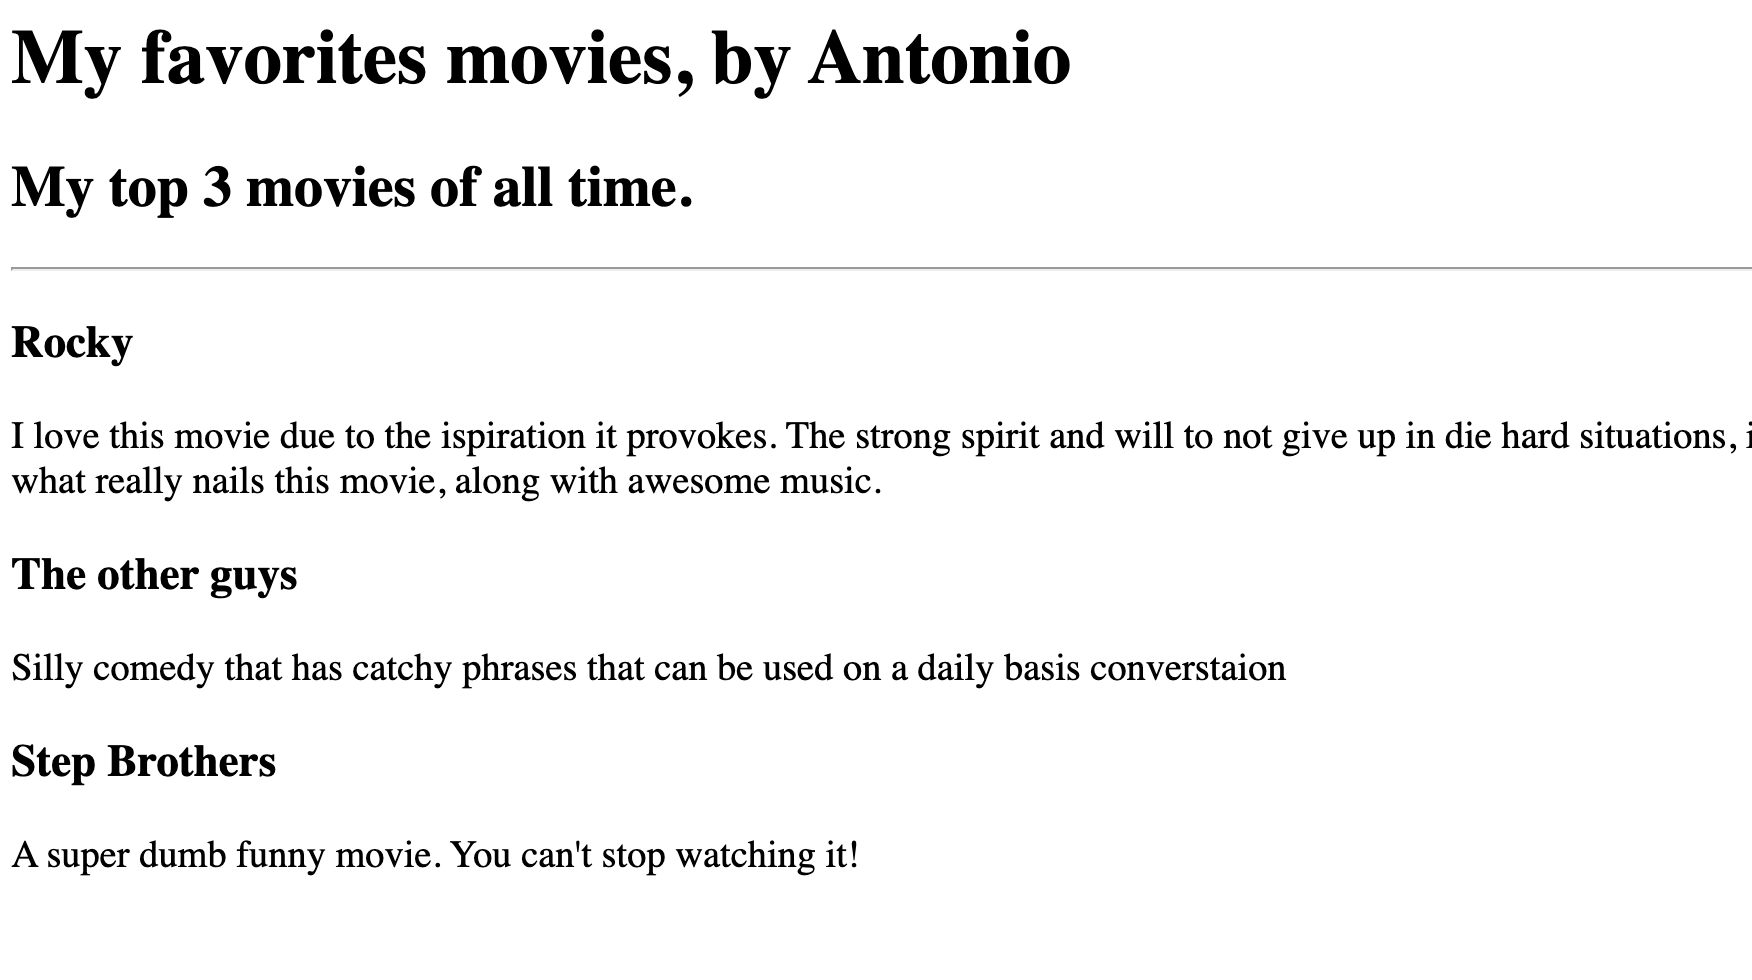 My favorites movies, by Antonio
My top 3 movies of all time.
Rocky
I love this movie due to the ispiration it provokes. The strong spirit and will to not give up in die hard situations,
what really nails this movie, along with awesome music.
The other guys
Silly comedy that has catchy phrases that can be used on a daily basis converstaion
Step Brothers
A super dumb funny movie. You can't stop watching it!